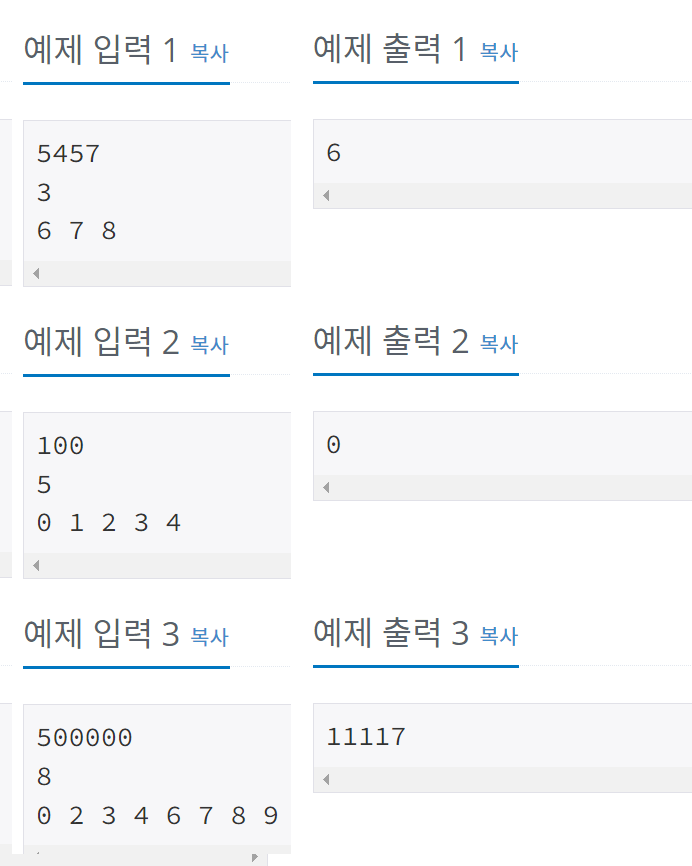 예제 입력 1 복사
5457
3
6 7 8
예제 출력 1 복사
6
예제 입력 2 복사
100
5
0 1 2 3 4
예제 출력 2 복사
0
예제 입력 3 복사
500000
8
0 2 3 4 6 7 8 9
예제 출력 3 복사
11117